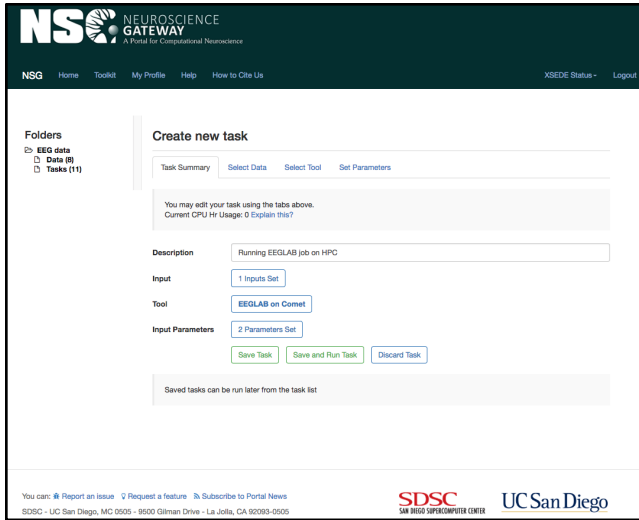 NSG
NEUROSCIENCE
GATEWAY
A Portal for Computational Neuroscience
NSG Home Toolkit My Profile Help How to Cite Us XSEDE Status Logout
Folders
EEG data
Data (8)
Tasks (11)
Create new task
Task Summary Select Data Select Tool Set Parameters
You may edit your task using the tabs above.
Current CPU Hr Usage: 0 Explain this?
Description Running EEGLAB job on HPC
Input 1 Inputs Set
Tool EEGLAB on Comet
Input Parameters 2 Parameters Set
Save Task Save and Run Task Discard Task
Saved tasks can be run later from the task list
You can: Report an issue Request a feature Subscribe to Portal News
SDSC - UC San Diego, MC 0505 - 9500 Gilman Drive - La Jolla, CA 92093-0505
SDSC
SAN DIEGO SUPERCOMPUTER CENTER
UC San Diego